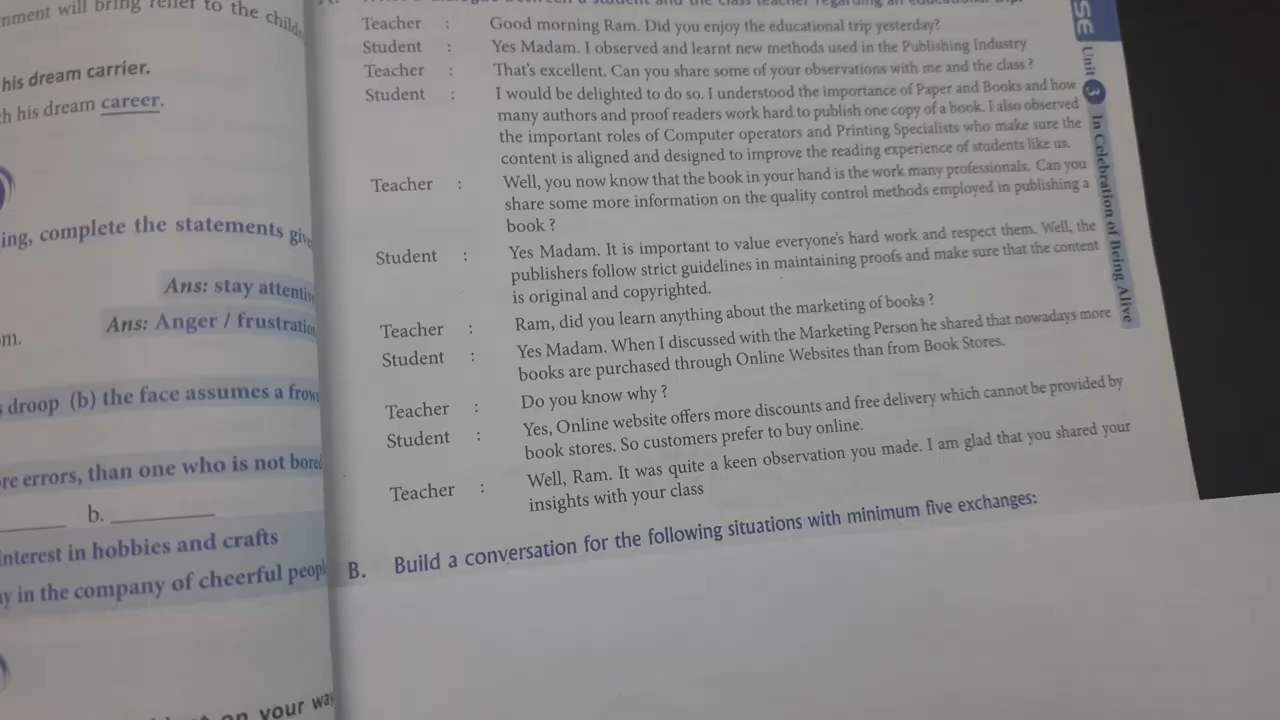 nment will bring relief to the child
his dream carrier.
h his dream career.
ing, complete the statements
Ans: stay
Ans: Anger /
m.
droop (b) the face assumes a
re errors, than one who is not
b.
interest in hobbies and crafts
y in the company of cheerful
on your
Teacher : Good morning Ram. Did you enjoy the educational trip yesterday?
Student : Yes Madam. I observed and learnt new methods used in the Publishing Industry
Teacher : That's excellent. Can you share some of your observations with me and the class ?
Student : I would be delighted to do so. I understood the importance of Paper and Books and how
many authors and proof readers work hard to publish one copy of a book. I also observed
the important roles of Computer operators and Printing Specialists who make sure the
content is aligned and designed to improve the reading experience of students like us.
Teacher : Well, you now know that the book in your hand is the work many professionals. Can you
share some more information on the quality control methods employed in publishing a
book ?
Student : Yes Madam. It is important to value everyone's hard work and respect them. Well, the
publishers follow strict guidelines in maintaining proofs and make sure that the content
is original and copyrighted.
Teacher : Ram, did you learn anything about the marketing of books ?
Student : Yes Madam. When I discussed with the Marketing Person he shared that nowadays more
books are purchased through Online Websites than from Book Stores.
Teacher : Do you know why ?
Student : Yes, Online website offers more discounts and free delivery which cannot be provided by
book stores. So customers prefer to buy online.
Teacher : Well, Ram. It was quite a keen observation you made. I am glad that you shared your
insights with your class
B. Build a conversation for the following situations with minimum five exchanges:
SE
Unit 3 In Celebration of Being Alive